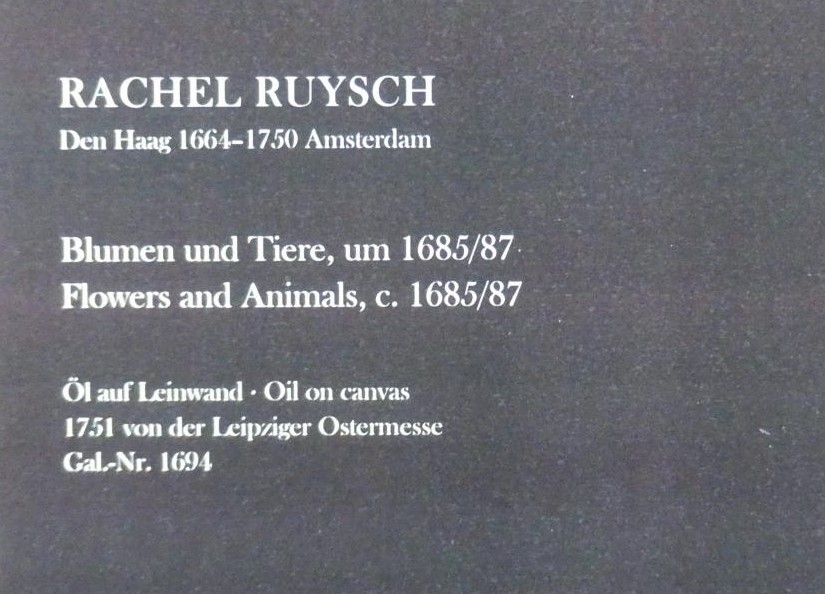 RACHEL RUYSCH
Den Haag 1664–1750 Amsterdam
Blumen und Tiere, um 1685/87
Flowers and Animals, c. 1685/87
Öl auf Leinwand · Oil on canvas
1751 von der Leipziger Ostermesse
Gal.-Nr. 1694